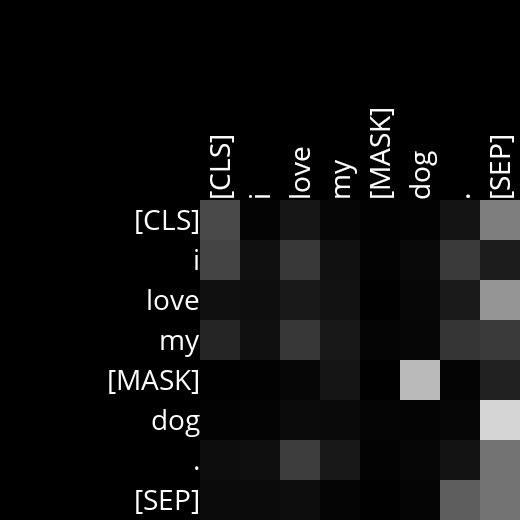 [CLS] i love my [MASK] dog . [SEP]
[CLS]
i
love
my
[MASK]
dog
.
[SEP]